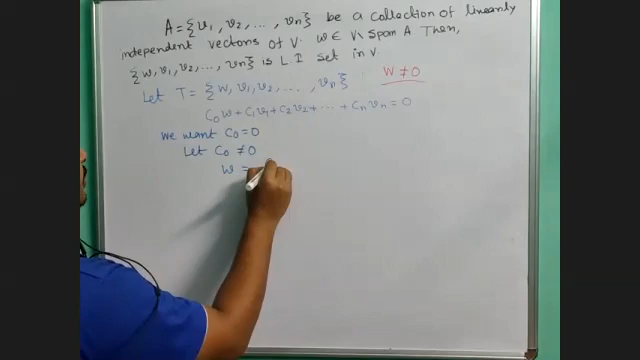 A = {v₁, v₂, ..., vₙ} be a collection of linearly
independent vectors of V. w ∈ V \ span A Then,
{w, v₁, v₂, ..., vₙ} is L I set in V.
w ≠ 0
Let T = {w, v₁, v₂, ..., vₙ}
c₀w + c₁v₁ + c₂v₂ + ... + cₙvₙ = 0
We want c₀ = 0
Let c₀ ≠ 0
w =